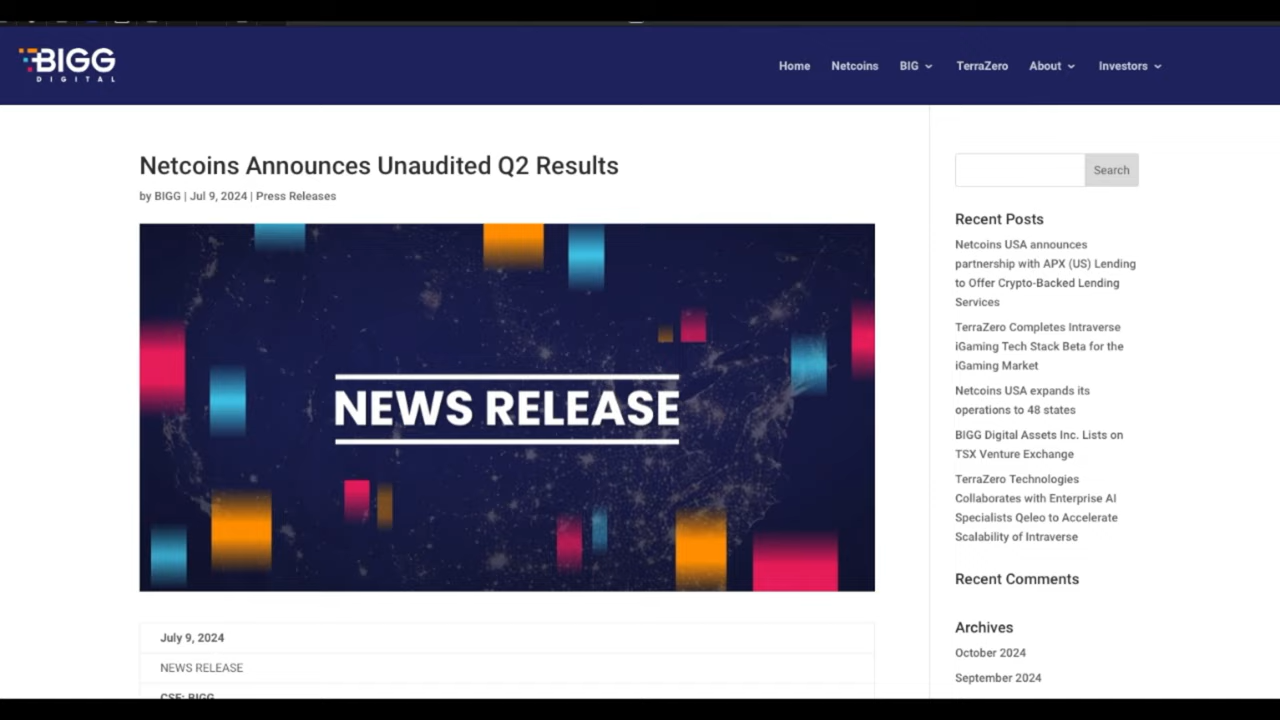 BIGG
DIGITAL
Home Netcoins BIG TerraZero About Investors
Netcoins Announces Unaudited Q2 Results
by BIGG | Jul 9, 2024 | Press Releases
NEWS RELEASE
July 9, 2024
NEWS RELEASE
CSE: BIGG
Search
Recent Posts
Netcoins USA announces
partnership with APX (US) Lending
to Offer Crypto-Backed Lending
Services
TerraZero Completes Intraverse
iGaming Tech Stack Beta for the
iGaming Market
Netcoins USA expands its
operations to 48 states
BIGG Digital Assets Inc. Lists on
TSX Venture Exchange
TerraZero Technologies
Collaborates with Enterprise AI
Specialists Qeleo to Accelerate
Scalability of Intraverse
Recent Comments
Archives
October 2024
September 2024